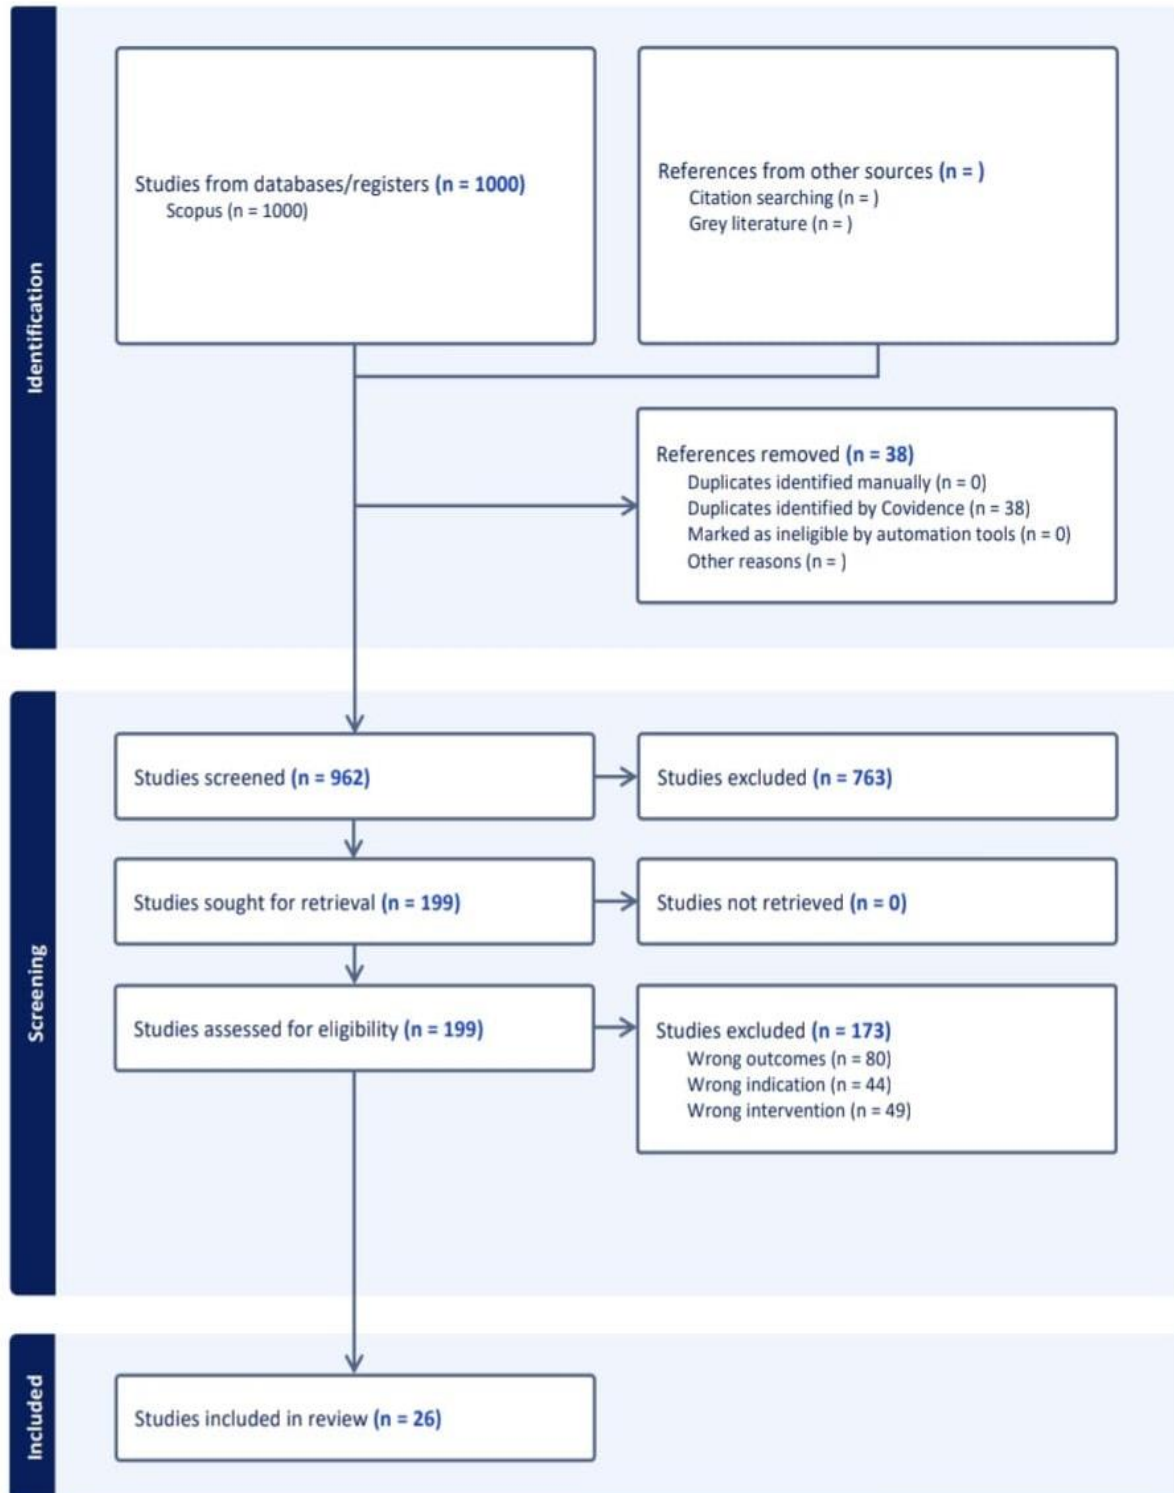 Identification
Studies from databases/registers (n = 1000)
Scopus (n = 1000)
References from other sources (n = )
Citation searching (n = )
Grey literature (n = )
References removed (n = 38)
Duplicates identified manually (n = 0)
Duplicates identified by Covidence (n = 38)
Marked as ineligible by automation tools (n = 0)
Other reasons (n = )
Screening
Studies screened (n = 962)
Studies excluded (n = 763)
Studies sought for retrieval (n = 199)
Studies not retrieved (n = 0)
Studies assessed for eligibility (n = 199)
Studies excluded (n = 173)
Wrong outcomes (n = 80)
Wrong indication (n = 44)
Wrong intervention (n = 49)
Included
Studies included in review (n = 26)